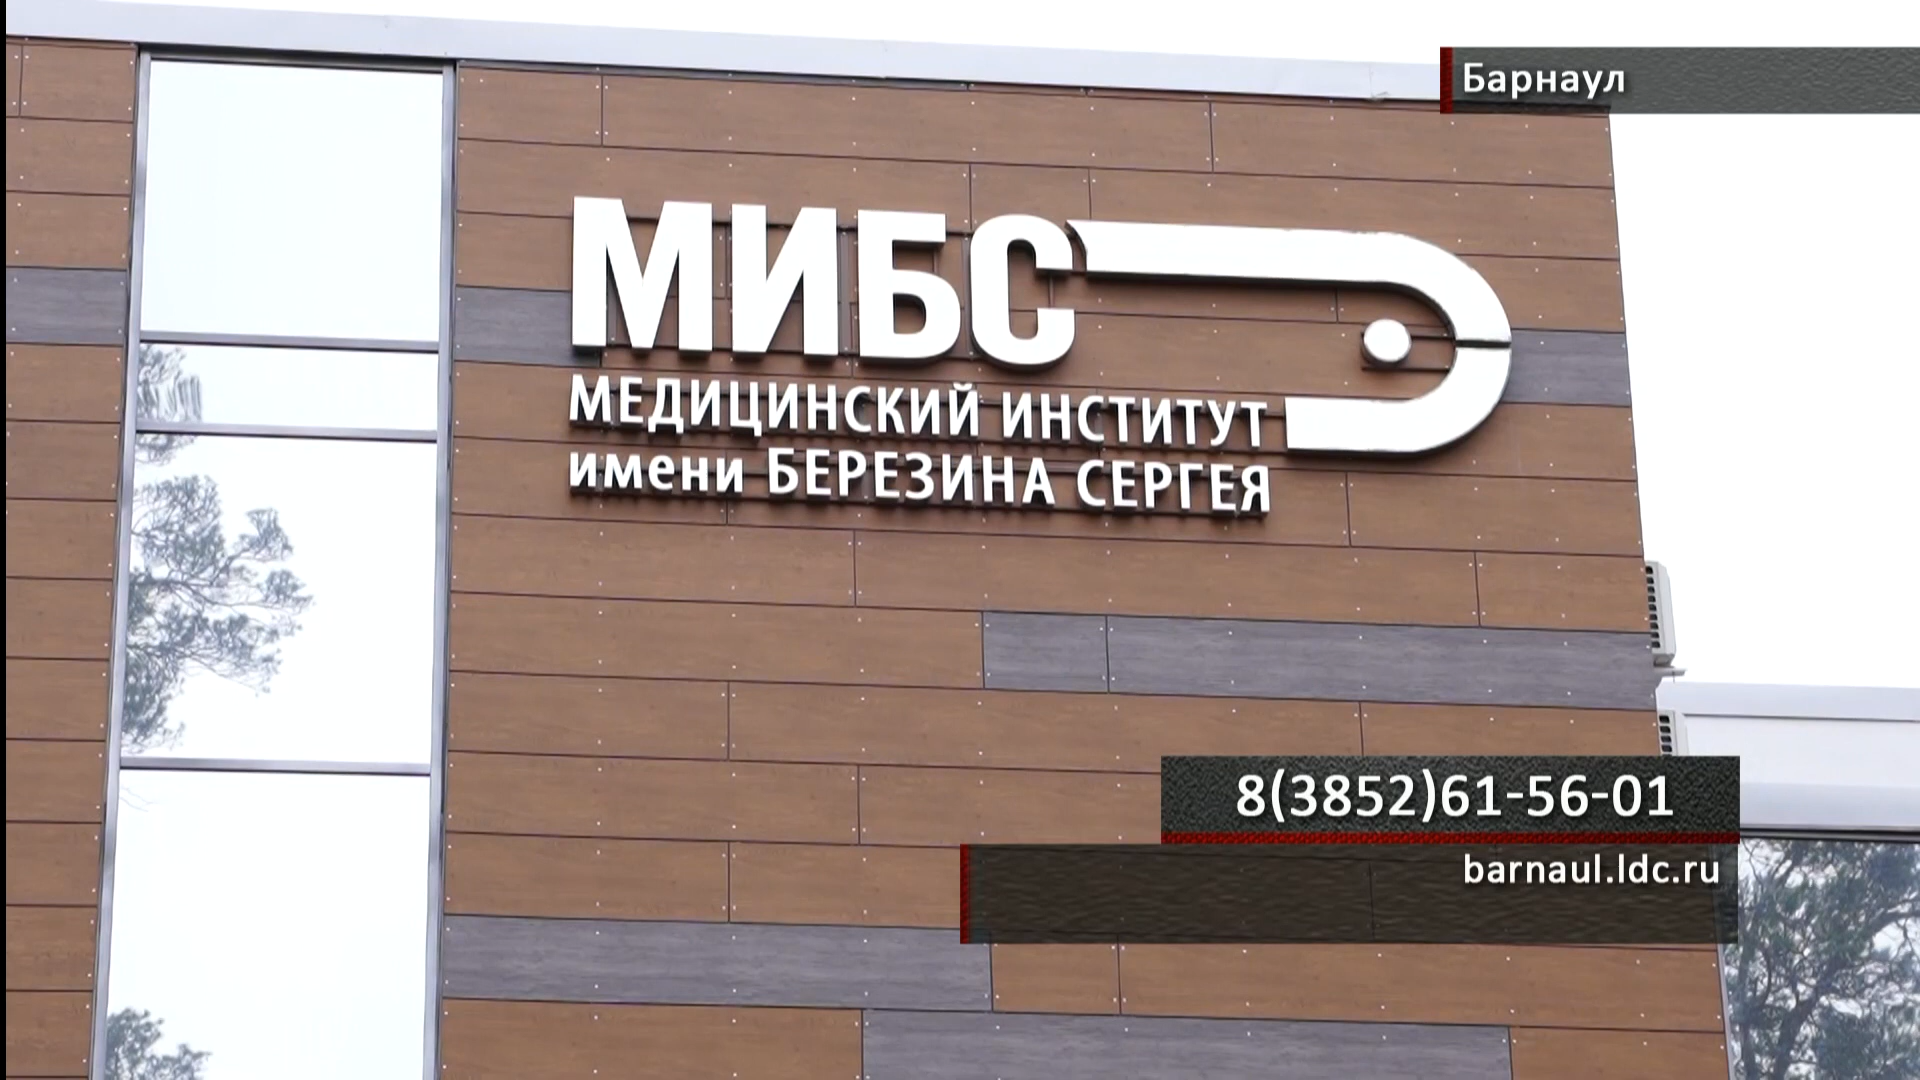 Барнаул
МИБС
МЕДИЦИНСКИЙ ИНСТИТУТ
имени БЕРЕЗИНА СЕРГЕЯ
8(3852)61-56-01
barnaul.ldc.ru